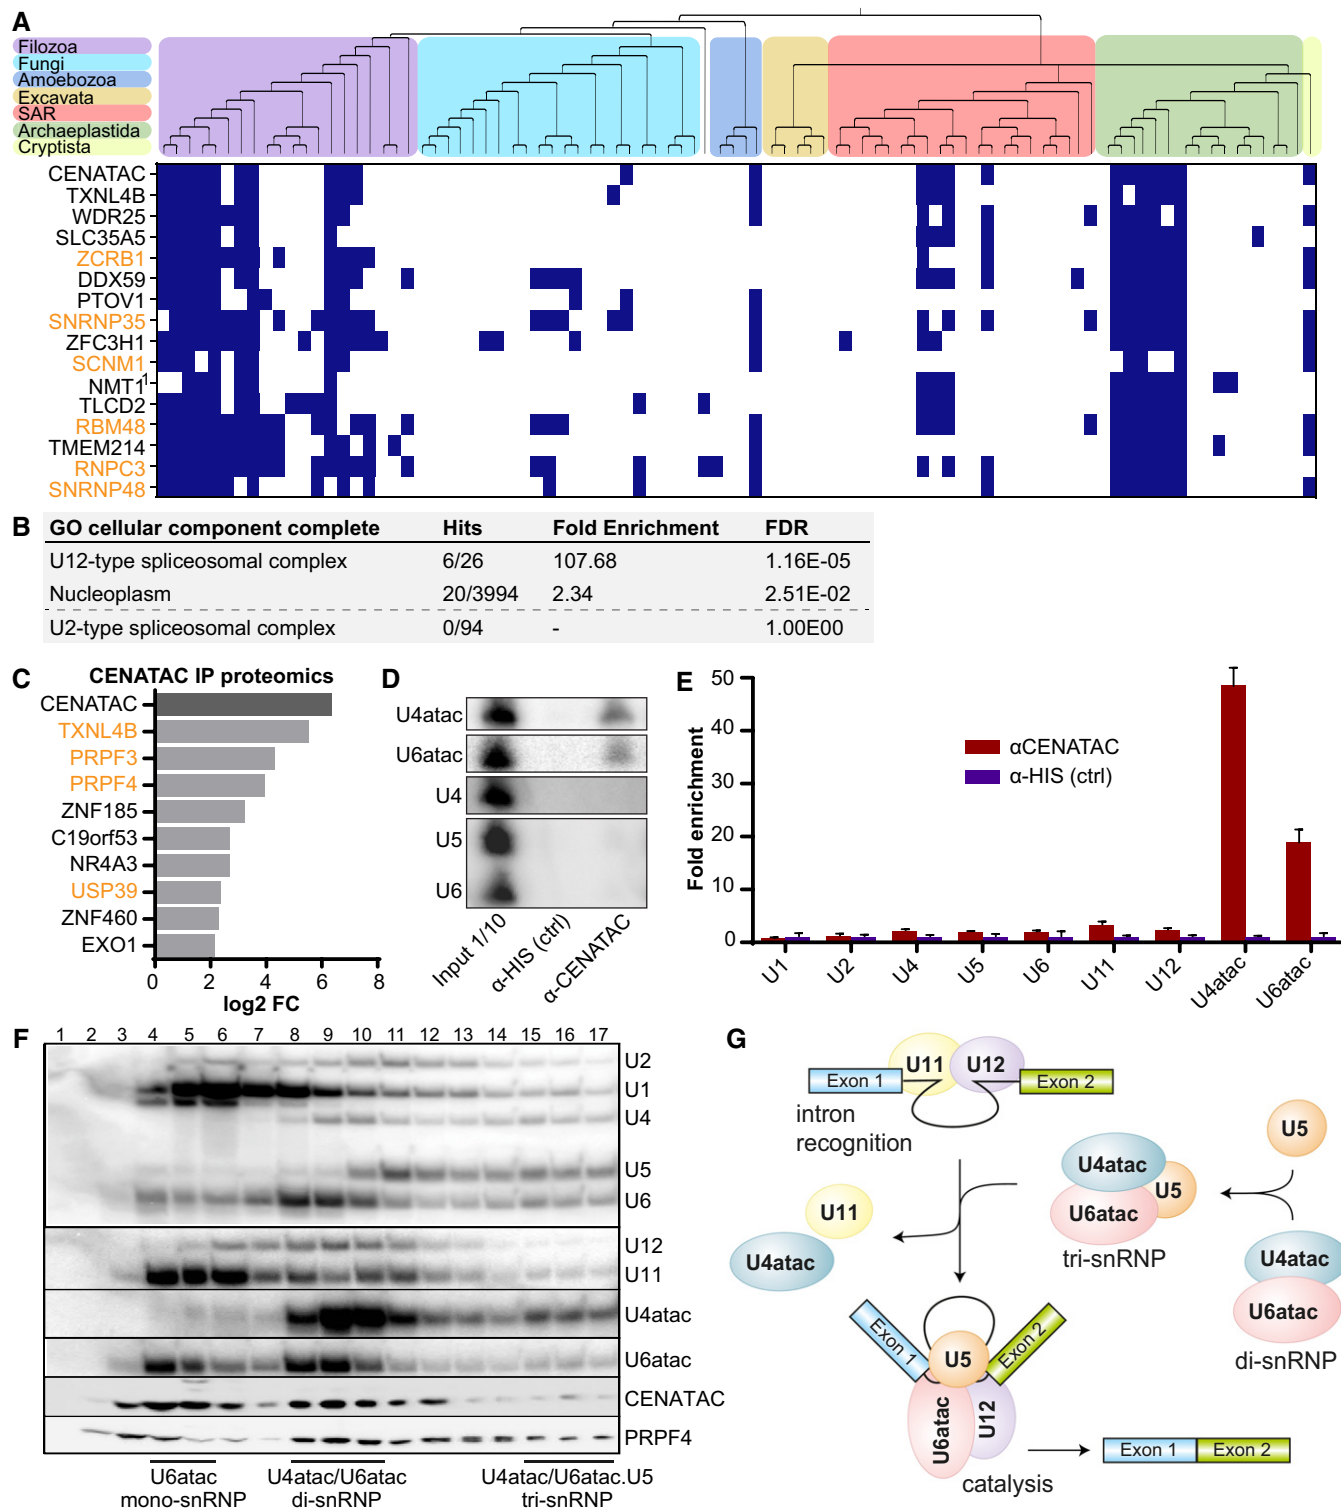 A
Filozoa
Fungi
Amoebozoa
Excavata
SAR
Archaeplastida
Cryptista
CENATAC
TXNL4B
WDR25
SLC35A5
ZCRB1
DDX59
PTOV1
SNRNP35
ZFC3H1
SCNM1
NMT1¹
TLCD2
RBM48
TMEM214
RNPC3
SNRNP48
B
GO cellular component complete Hits Fold Enrichment FDR
U12-type spliceosomal complex 6/26 107.68 1.16E-05
Nucleoplasm 20/3994 2.34 2.51E-02
U2-type spliceosomal complex 0/94 - 1.00E00
C
CENATAC IP proteomics
CENATAC
TXNL4B
PRPF3
PRPF4
ZNF185
C19orf53
NR4A3
USP39
ZNF460
EXO1
0 2 4 6 8
log2 FC
D
U4atac
U6atac
U4
U5
U6
Input 1/10
α-HIS (ctrl)
α-CENATAC
E
Fold enrichment
50
40
30
20
10
0
αCENATAC
α-HIS (ctrl)
U1 U2 U4 U5 U6 U11 U12 U4atac U6atac
F
1 2 3 4 5 6 7 8 9 10 11 12 13 14 15 16 17
U2
U1
U4
U5
U6
U12
U11
U4atac
U6atac
CENATAC
PRPF4
U6atac
mono-snRNP
U4atac/U6atac
di-snRNP
U4atac/U6atac.U5
tri-snRNP
G
U11 U12
Exon 1 Exon 2
intron
recognition
U5
U4atac
U5
U6atac
tri-snRNP
U11
U4atac
U4atac
U6atac
di-snRNP
Exon 1
U5
Exon 2
U6atac
U12
catalysis
Exon 1 Exon 2